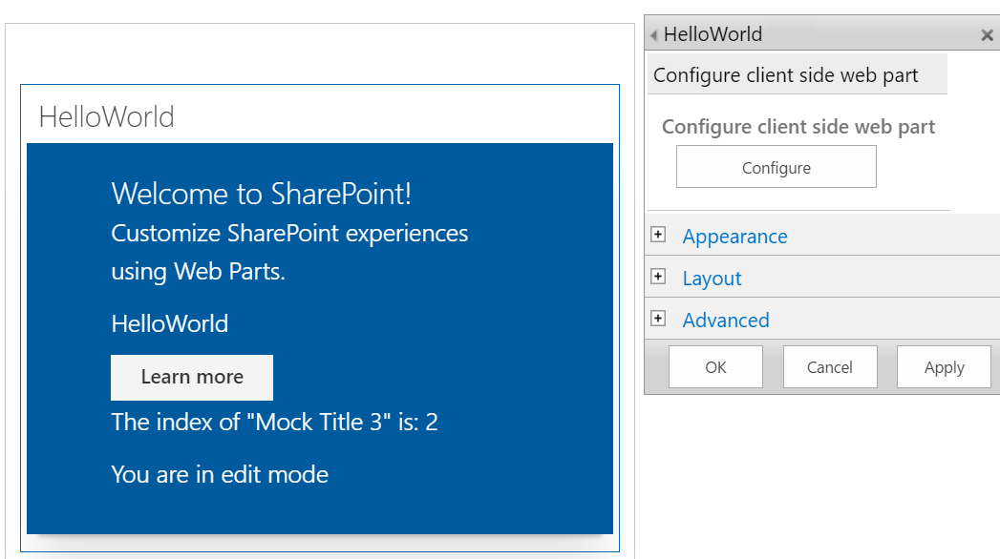 HelloWorld
Welcome to SharePoint!
Customize SharePoint experiences
using Web Parts.
HelloWorld
Learn more
The index of "Mock Title 3" is: 2
You are in edit mode
HelloWorld
Configure client side web part
Configure client side web part
Configure
Appearance
Layout
Advanced
OK Cancel Apply